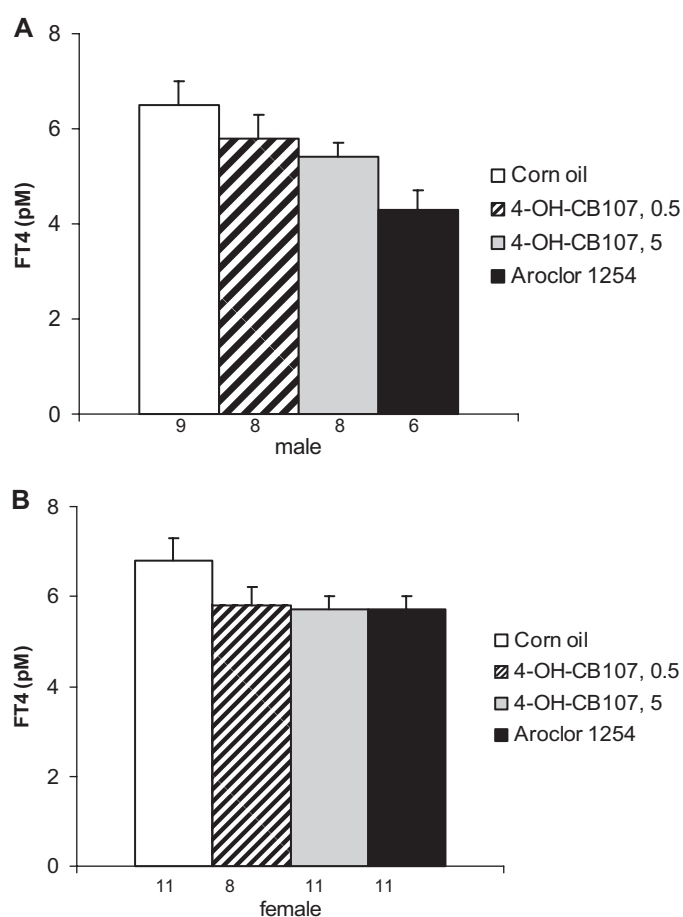 A
8
6
4
2
0
FT4 (pM)
9 8 8 6
male
Corn oil
4-OH-CB107, 0.5
4-OH-CB107, 5
Aroclor 1254
B
8
6
4
2
0
FT4 (pM)
11 8 11 11
female
Corn oil
4-OH-CB107, 0.5
4-OH-CB107, 5
Aroclor 1254